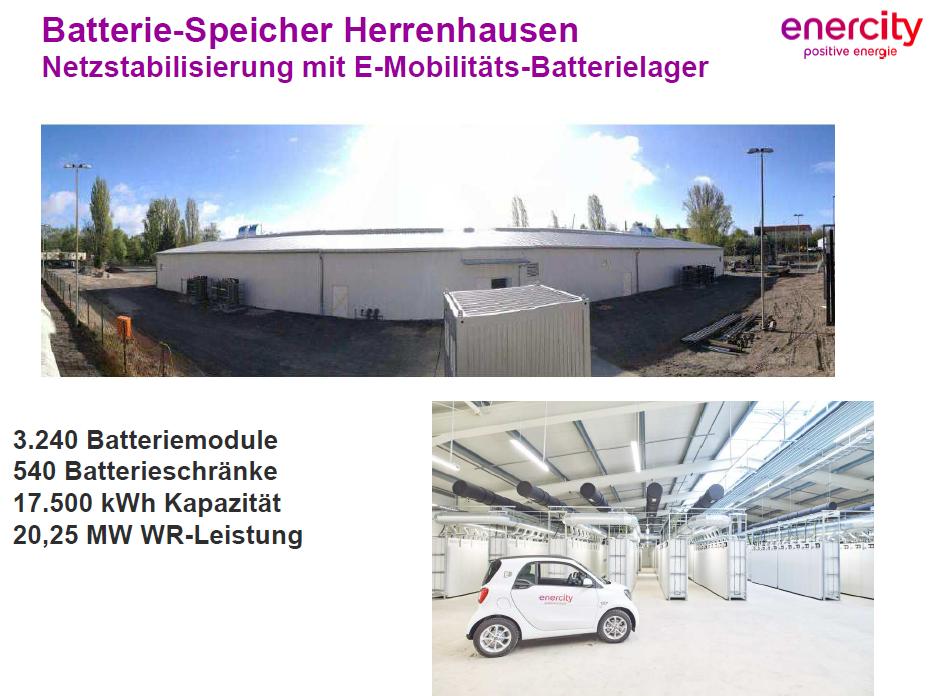 Batterie-Speicher Herrenhausen
Netzstabilisierung mit E-Mobilitäts-Batterielager
enercity
positive energie
3.240 Batteriemodule
540 Batterieschränke
17.500 kWh Kapazität
20,25 MW WR-Leistung
enercity